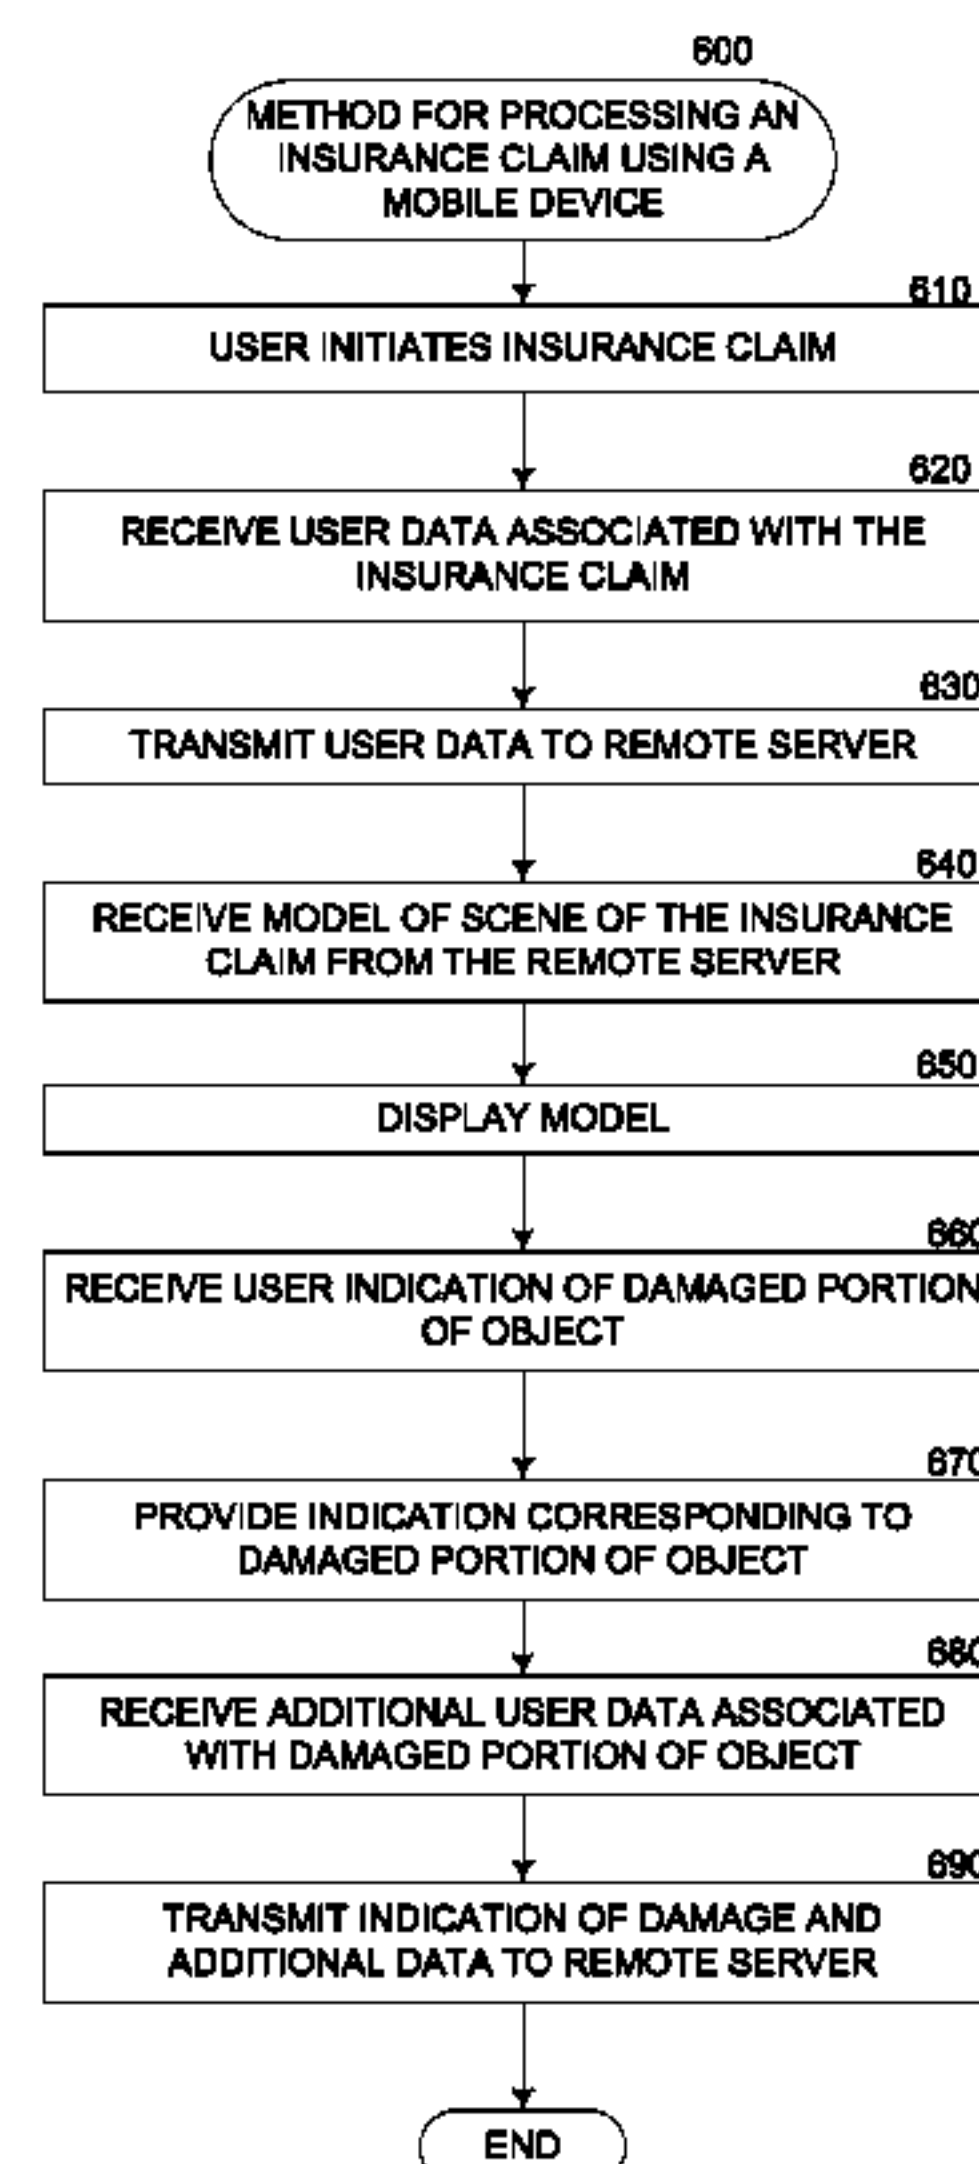 600
METHOD FOR PROCESSING AN
INSURANCE CLAIM USING A
MOBILE DEVICE
610
USER INITIATES INSURANCE CLAIM
620
RECEIVE USER DATA ASSOCIATED WITH THE
INSURANCE CLAIM
630
TRANSMIT USER DATA TO REMOTE SERVER
640
RECEIVE MODEL OF SCENE OF THE INSURANCE
CLAIM FROM THE REMOTE SERVER
650
DISPLAY MODEL
660
RECEIVE USER INDICATION OF DAMAGED PORTION
OF OBJECT
670
PROVIDE INDICATION CORRESPONDING TO
DAMAGED PORTION OF OBJECT
680
RECEIVE ADDITIONAL USER DATA ASSOCIATED
WITH DAMAGED PORTION OF OBJECT
690
TRANSMIT INDICATION OF DAMAGE AND
ADDITIONAL DATA TO REMOTE SERVER
END